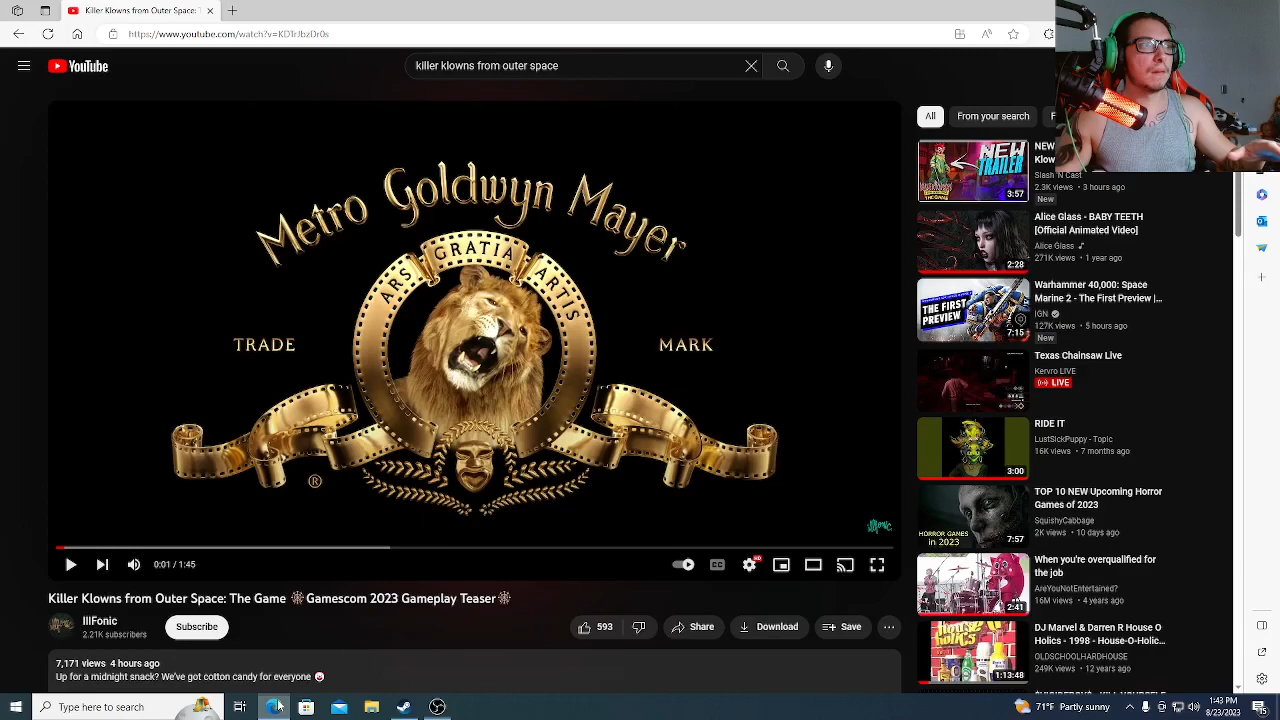 Killer Klowns from Outer Space: T
https://www.youtube.com/watch?v=KDTrJbzDr0s
YouTube
killer klowns from outer space
Metro Goldwyn Mayer
ARS GRATIA ARTIS
TRADE
MARK
®
illfonic.
0:01 / 1:45
CC
HD
Killer Klowns from Outer Space: The Game Gamescom 2023 Gameplay Teaser
IllFonic
2.21K subscribers
Subscribe
593
Share
Download
Save
7,171 views 4 hours ago
Up for a midnight snack? We've got cotton candy for everyone
All
From your search
NEW
TRAILER
3:57
NEW
Klow
Slash 'N Cast
2.3K views • 3 hours ago
New
2:28
Alice Glass - BABY TEETH
[Official Animated Video]
Alice Glass
271K views • 1 year ago
THE FIRST
PREVIEW
7:15
Warhammer 40,000: Space
Marine 2 - The First Preview |...
IGN
127K views • 5 hours ago
New
Texas Chainsaw Live
Kervro LIVE
LIVE
3:00
RIDE IT
LustSickPuppy - Topic
16K views • 7 months ago
HORROR GAMES
in 2023
7:57
TOP 10 NEW Upcoming Horror
Games of 2023
SquishyCabbage
2K views • 10 days ago
2:41
When you're overqualified for
the job
AreYouNotEntertained?
16M views • 4 years ago
HOUSE O
HOLICS
1:13:48
DJ Marvel & Darren R House O
Holics - 1998 - House-O-Holic...
OLDSCHOOLHARDHOUSE
249K views • 12 years ago
Type here to search
71°F Partly sunny
1:43 PM
8/23/2023